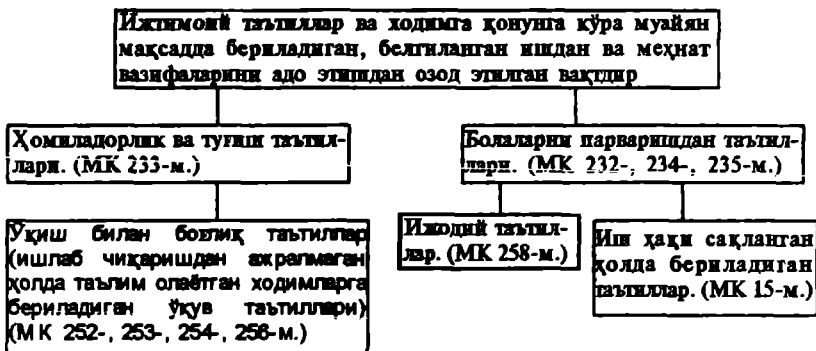 Ижтимоий таътиллар ва ходимга қонунга кўра муайян
мақсадда бериладиган, белгиланган ишдан ва меҳнат
вазифаларини адо этишдан озод этилган вақтдир
Ҳомиладорлик ва туғиш таътил-
лари. (МК 233-м.)
Болаларни парваришдан таътил-
лари. (МК 232-, 234-, 235-м.)
Ўқиш билан боғлиқ таътиллар
(ишлаб чиқаришдан ажралмаган
ҳолда таълим олаётган ходимларга
бериладиган ўқув таътиллари)
(МК 252-, 253-, 254-, 256-м.)
Ижодий таътил-
лар. (МК 258-м.)
Иш ҳақи сақланган
ҳолда бериладиган
таътиллар. (МК 15-м.)